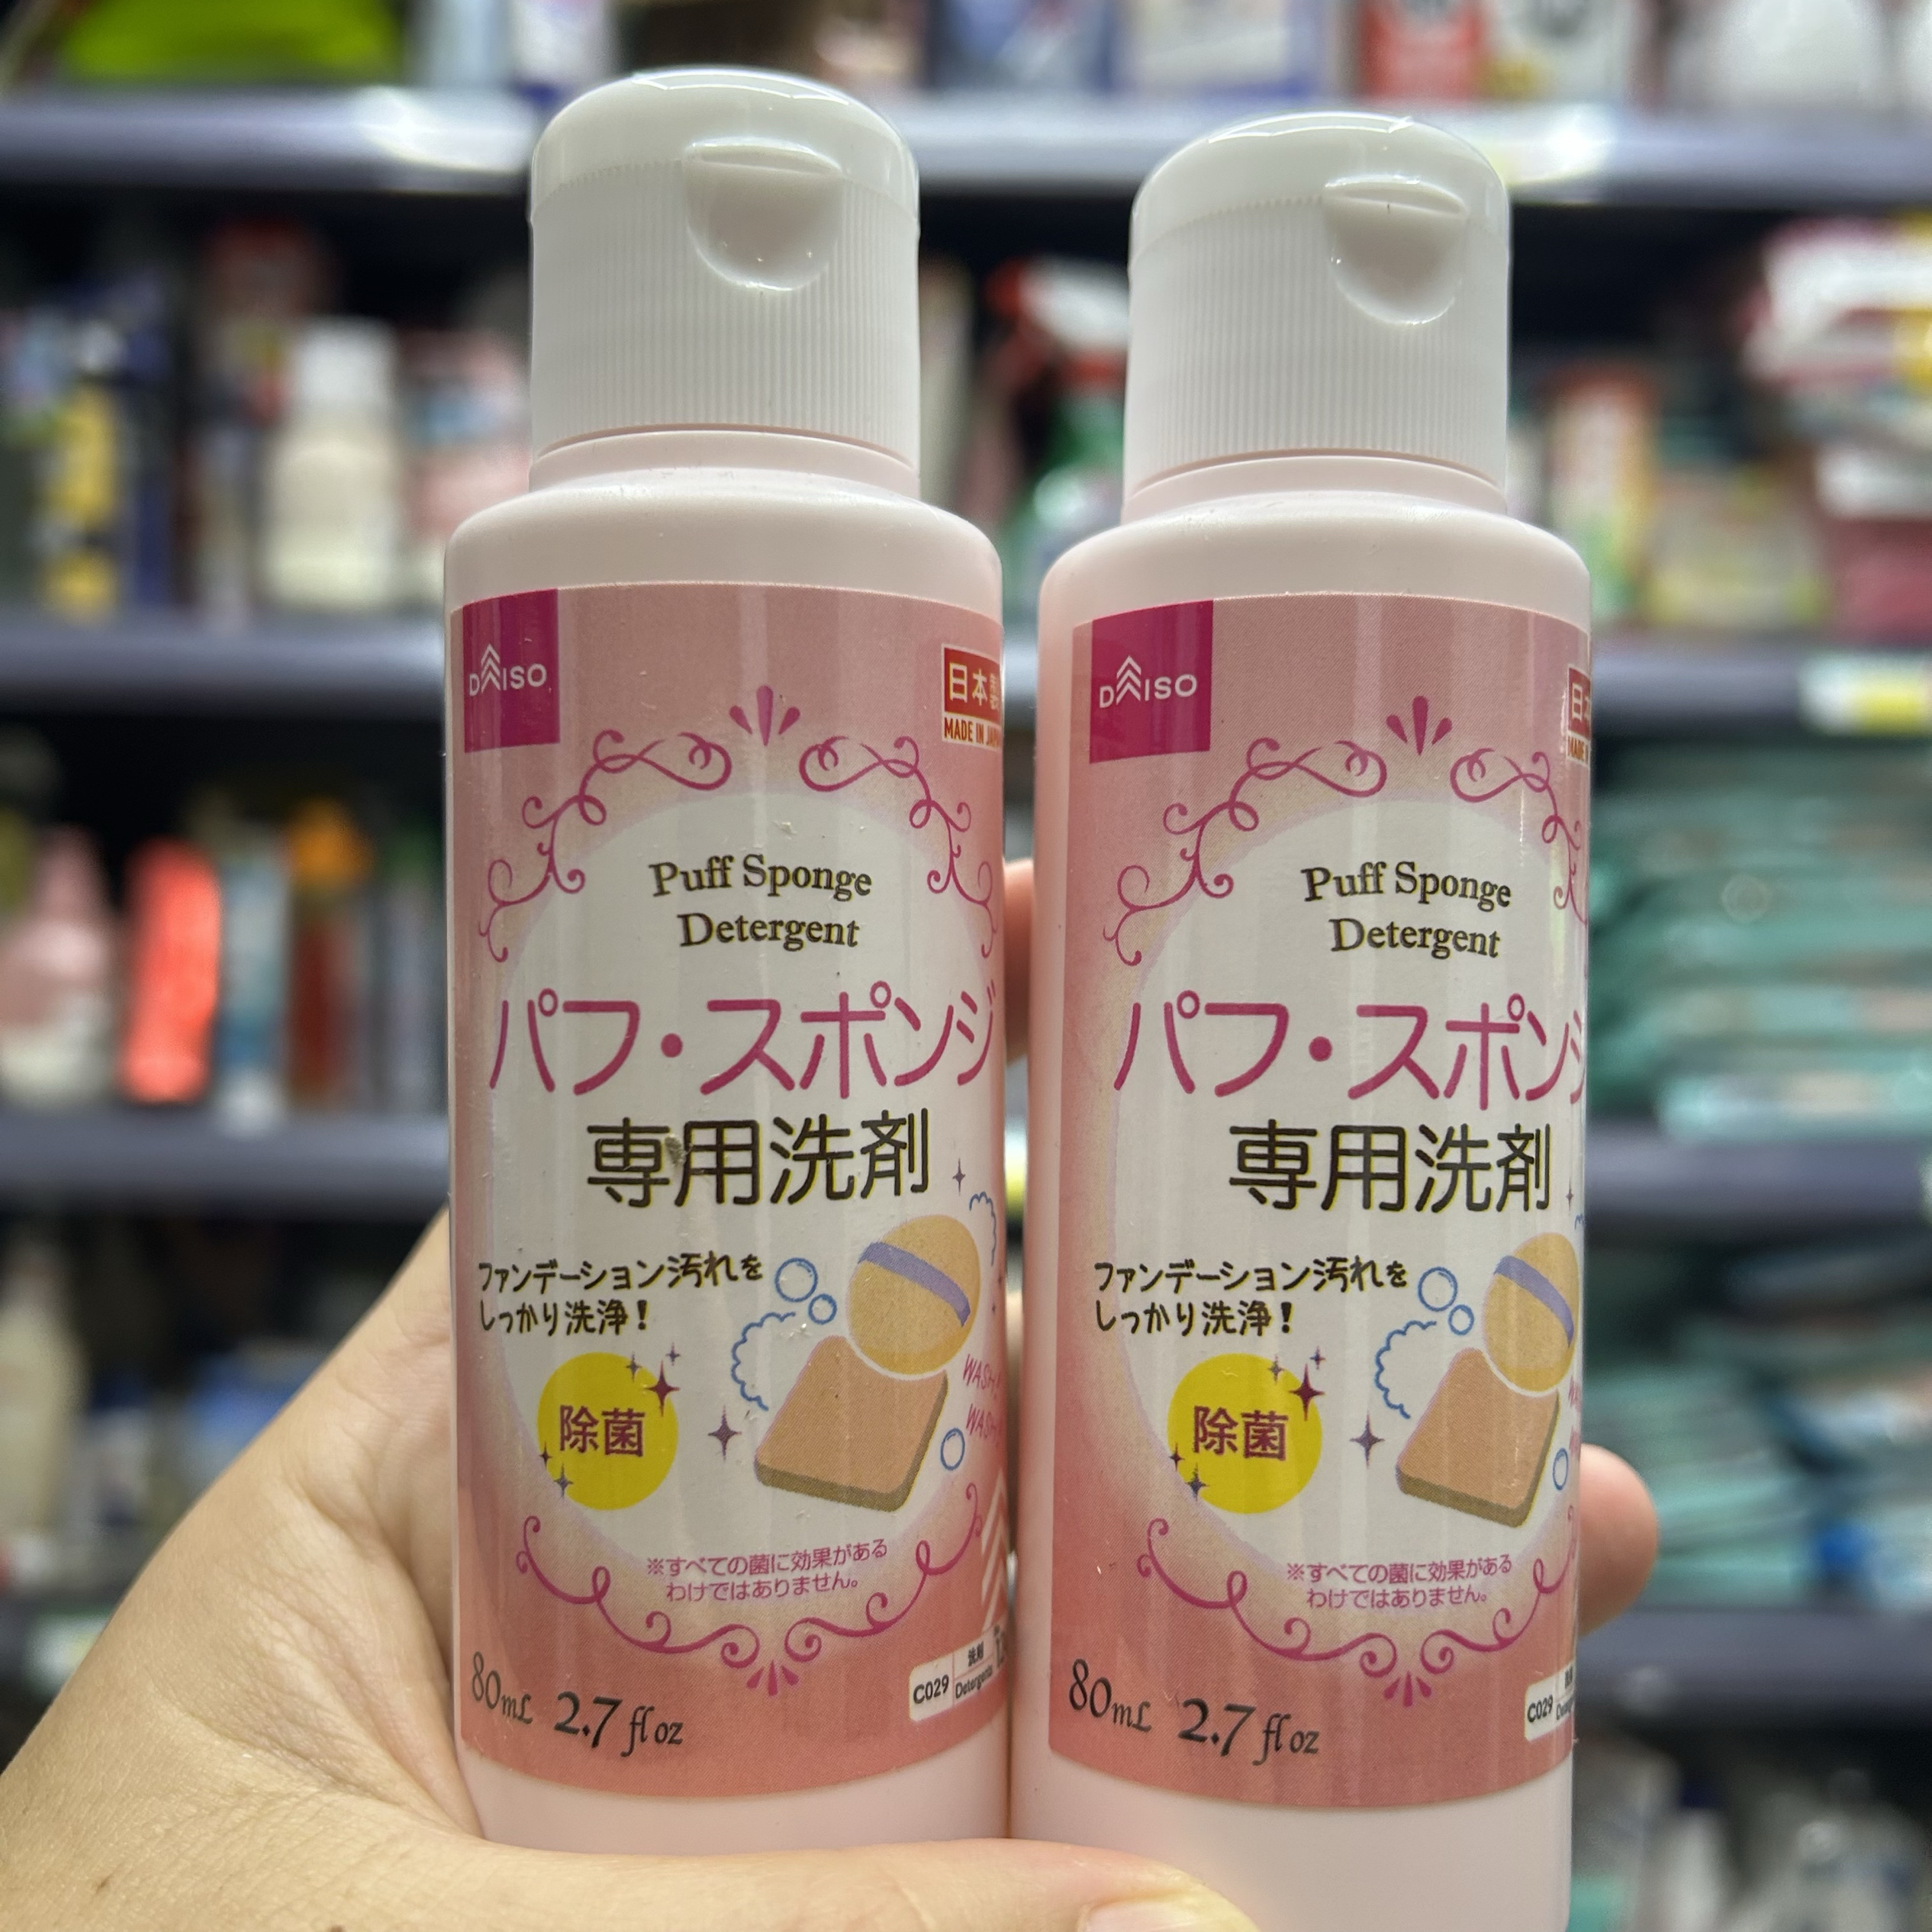 DAISO
日本製
MADE IN JAPAN
Puff Sponge
Detergent
パフ・スポンジ
専用洗剤
ファンデーション汚れを
しっかり洗浄!
除菌
WASH!
WASH!
※すべての菌に効果がある
わけではありません。
80mL 2.7 fl oz
C029
洗剤
Detergents
DAISO
Puff Sponge
Detergent
パフ・スポンジ
専用洗剤
ファンデーション汚れを
しっかり洗浄!
除菌
※すべての菌に効果がある
わけではありません。
80mL 2.7 fl oz
C029